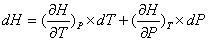 dH = (∂H/∂T)_P × dT + (∂H/∂P)_T × dP